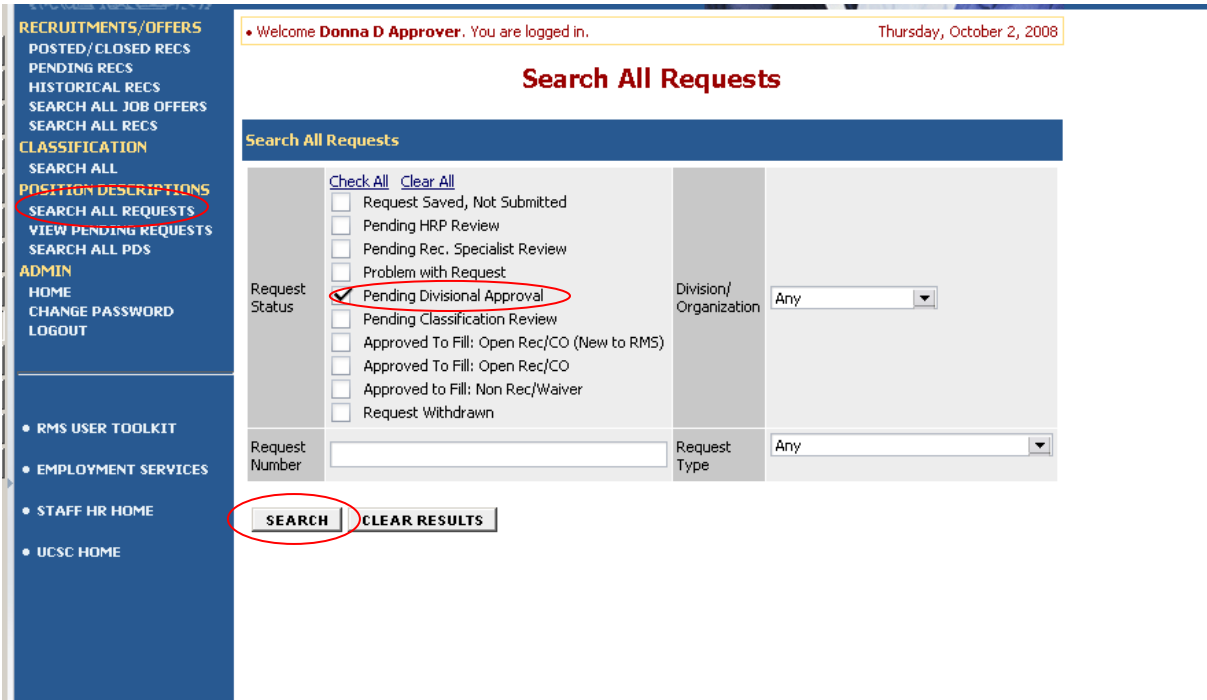 RECRUITMENTS/OFFERS
POSTED/CLOSED RECS
PENDING RECS
HISTORICAL RECS
SEARCH ALL JOB OFFERS
SEARCH ALL RECS
CLASSIFICATION
SEARCH ALL
POSITION DESCRIPTIONS
SEARCH ALL REQUESTS
VIEW PENDING REQUESTS
SEARCH ALL PDS
ADMIN
HOME
CHANGE PASSWORD
LOGOUT
• RMS USER TOOLKIT
• EMPLOYMENT SERVICES
• STAFF HR HOME
• UCSC HOME
• Welcome Donna D Approver. You are logged in. Thursday, October 2, 2008
Search All Requests
Search All Requests
Request
Status
Check All Clear All
Request Saved, Not Submitted
Pending HRP Review
Pending Rec. Specialist Review
Problem with Request
Pending Divisional Approval
Pending Classification Review
Approved To Fill: Open Rec/CO (New to RMS)
Approved To Fill: Open Rec/CO
Approved to Fill: Non Rec/Waiver
Request Withdrawn
Division/
Organization
Any
Request
Number
Request
Type
Any
SEARCH CLEAR RESULTS